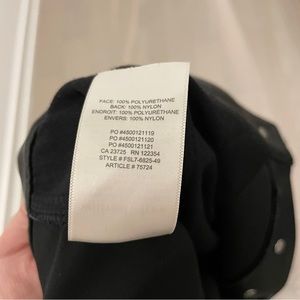 FACE: 100% POLYURETHANE
BACK: 100% NYLON
ENDROIT: 100% POLYURETHANE
ENVERS: 100% NYLON
PO #4500121119
PO #4500121120
PO #4500121121
CA 23725 RN 122354
STYLE # FSL7-6825-49
ARTICLE # 75724